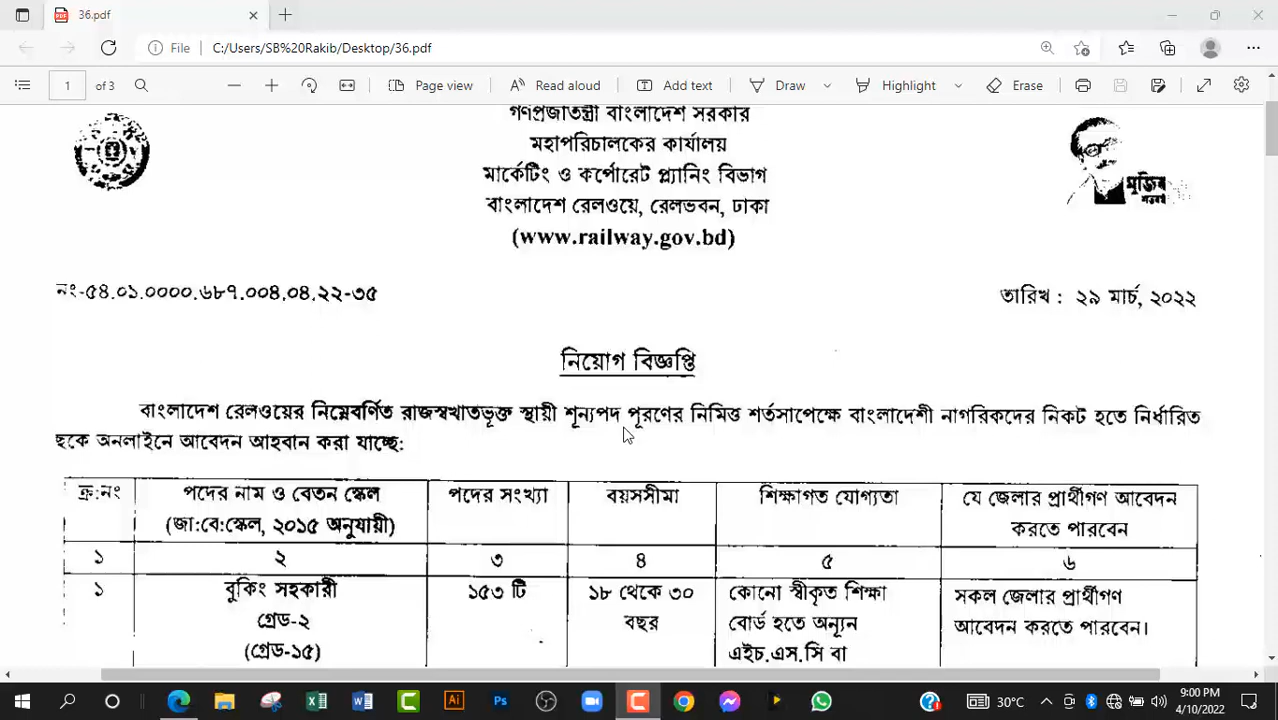 36.pdf
File C:/Users/SB%20Rakib/Desktop/36.pdf
1 of 3 Page view Read aloud Add text Draw Highlight Erase
গণপ্রজাতন্ত্রী বাংলাদেশ সরকার
মহাপরিচালকের কার্যালয়
মার্কেটিং ও কর্পোরেট প্ল্যানিং বিভাগ
বাংলাদেশ রেলওয়ে, রেলভবন, ঢাকা
(www.railway.gov.bd)
মুজিব
শতবর্ষ
নং-৫৪.০১.০০০০.৬৮৭.০০৪.০৪.২২-৩৫
তারিখ : ২৯ মার্চ, ২০২২
নিয়োগ বিজ্ঞপ্তি
বাংলাদেশ রেলওয়ের নিম্নেবর্ণিত রাজস্বখাতভূক্ত স্থায়ী শূন্যপদ পূরণের নিমিত্ত শর্তসাপেক্ষে বাংলাদেশী নাগরিকদের নিকট হতে নির্ধারিত
ছকে অনলাইনে আবেদন আহবান করা যাচ্ছে:
ক্র:নং পদের নাম ও বেতন স্কেল পদের সংখ্যা বয়সসীমা শিক্ষাগত যোগ্যতা যে জেলার প্রার্থীগণ আবেদন
(জা:বে:স্কেল, ২০১৫ অনুযায়ী) করতে পারবেন
১ ২ ৩ ৪ ৫ ৬
১ বুকিং সহকারী ১৫৩ টি ১৮ থেকে ৩০ কোনো স্বীকৃত শিক্ষা সকল জেলার প্রার্থীগণ
গ্রেড-২ বছর বোর্ড হতে অন্যূন আবেদন করতে পারবেন।
(গ্রেড-১৫) এইচ.এস.সি বা
30°C 9:00 PM
4/10/2022